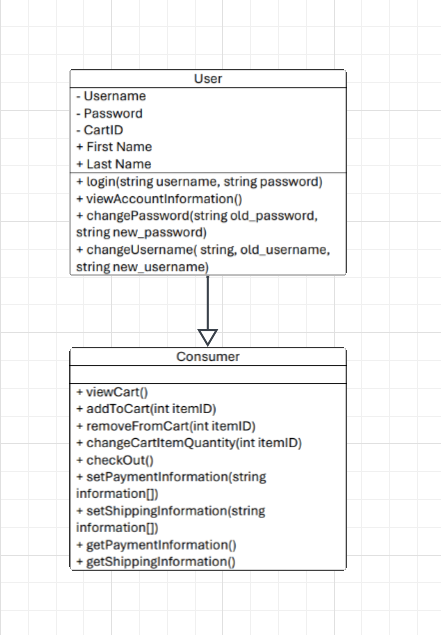 User
- Username
- Password
- CartID
+ First Name
+ Last Name
+ login(string username, string password)
+ viewAccountInformation()
+ changePassword(string old_password,
string new_password)
+ changeUsername( string, old_username,
string new_username)
Consumer
+ viewCart()
+ addToCart(int itemID)
+ removeFromCart(int itemID)
+ changeCartItemQuantity(int itemID)
+ checkOut()
+ setPaymentInformation(string
information[])
+ setShippingInformation(string
information[])
+ getPaymentInformation()
+ getShippingInformation()